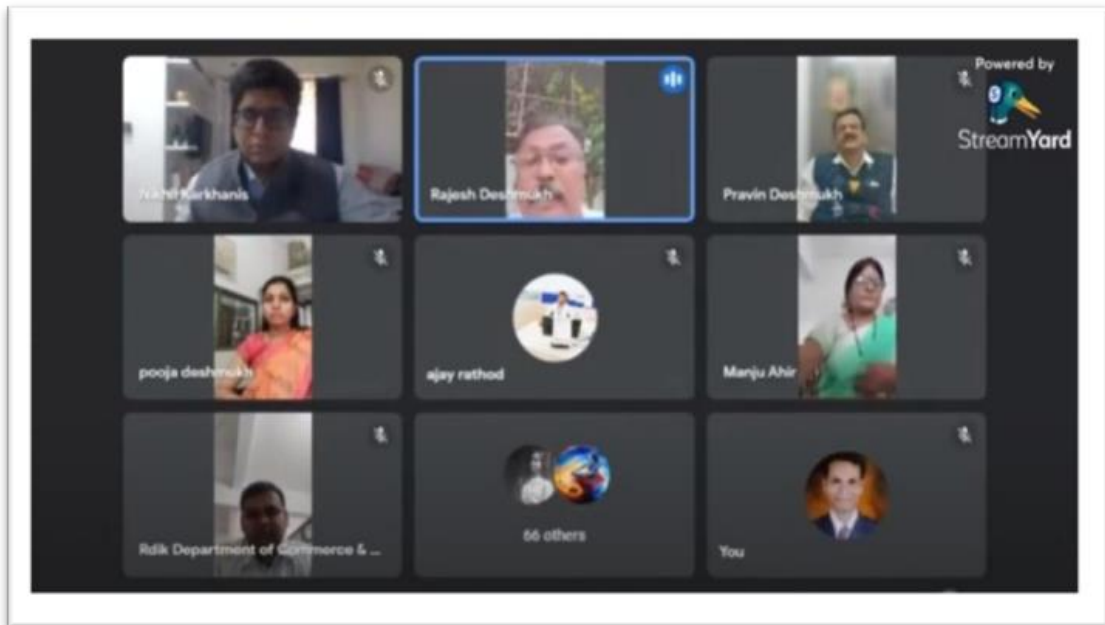 Powered by
StreamYard
Nikhil Karkhanis
Rajesh Deshmukh
Pravin Deshmukh
pooja deshmukh
ajay rathod
Manju Ahir
Rdik Department of Commerce & ...
66 others
You